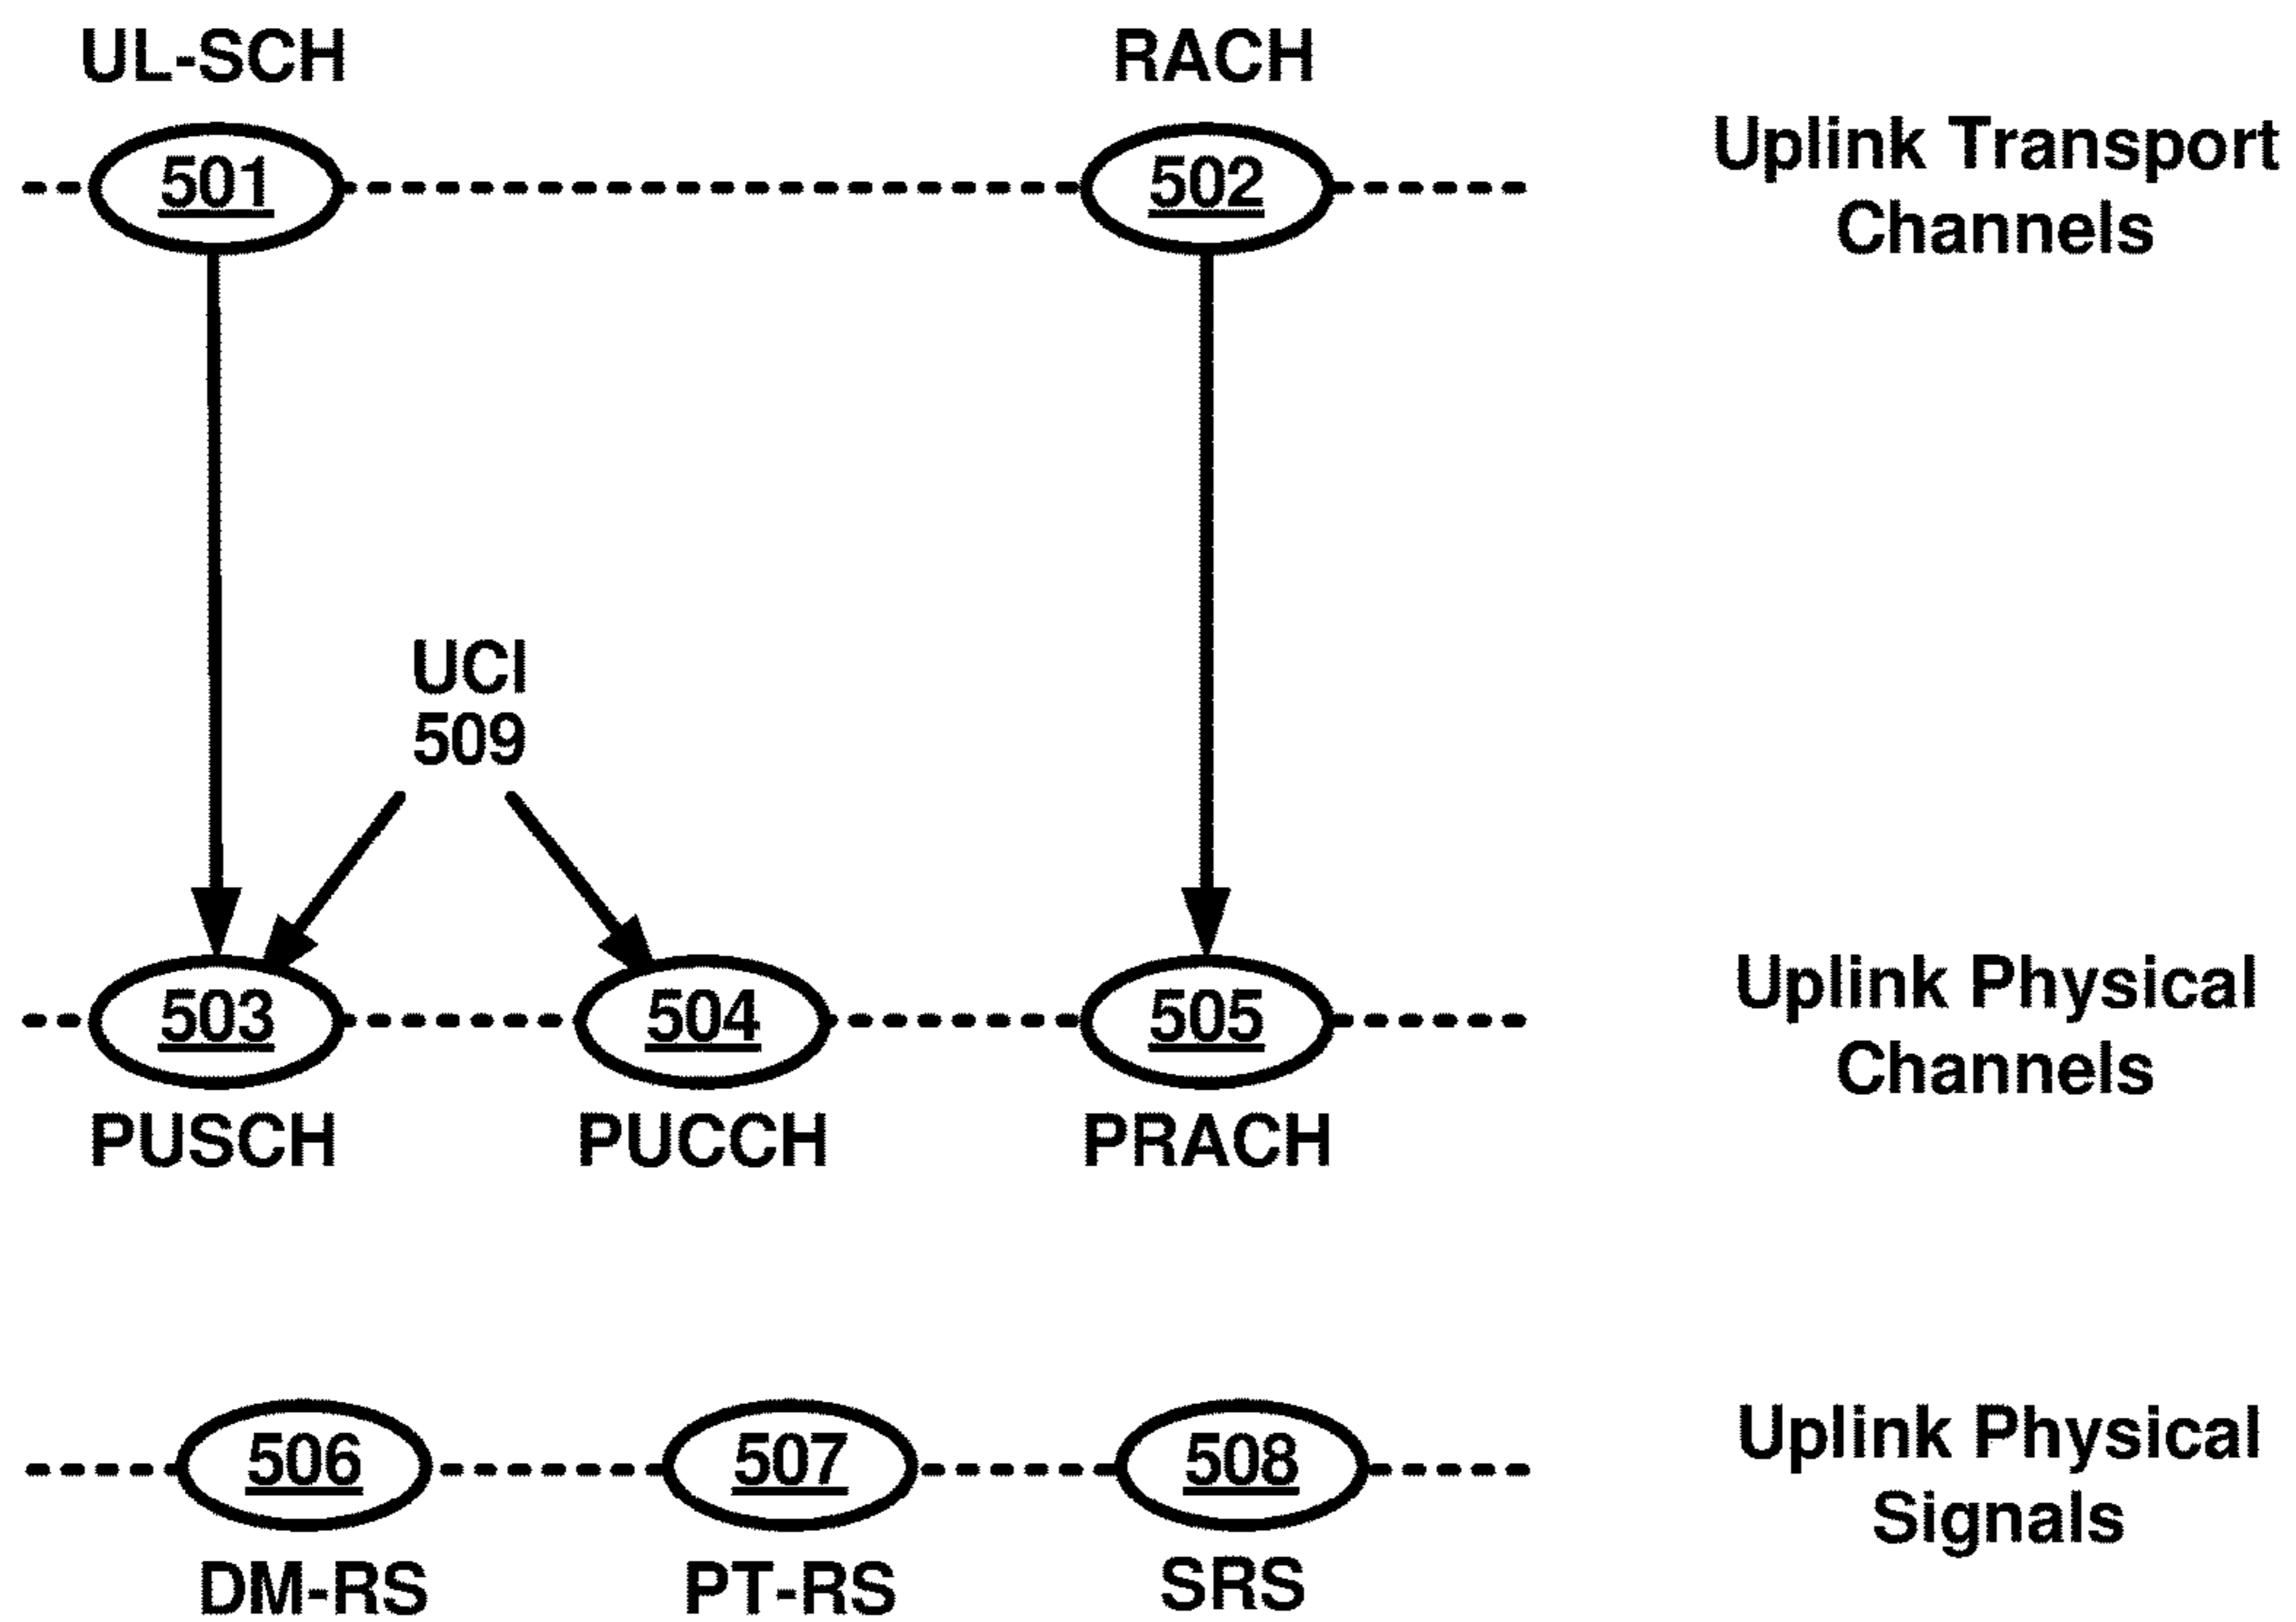 UL-SCH
RACH
501
502
Uplink Transport
Channels
UCI
509
503
504
505
Uplink Physical
Channels
PUSCH
PUCCH
PRACH
506
507
508
Uplink Physical
Signals
DM-RS
PT-RS
SRS